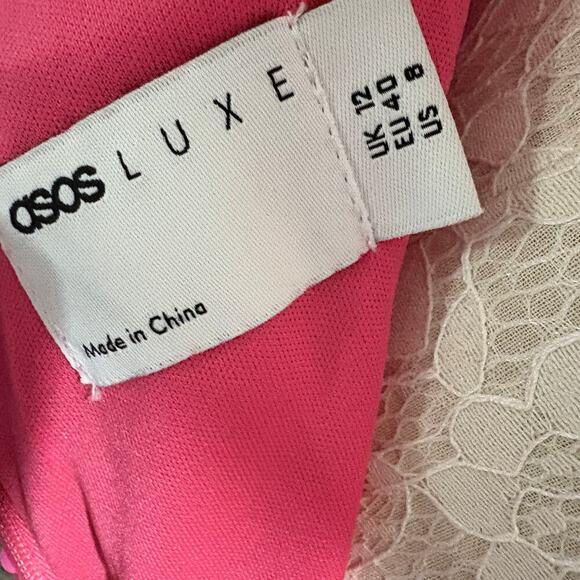 asos LUXE
Made in China
UK 12
EU 40
US 8